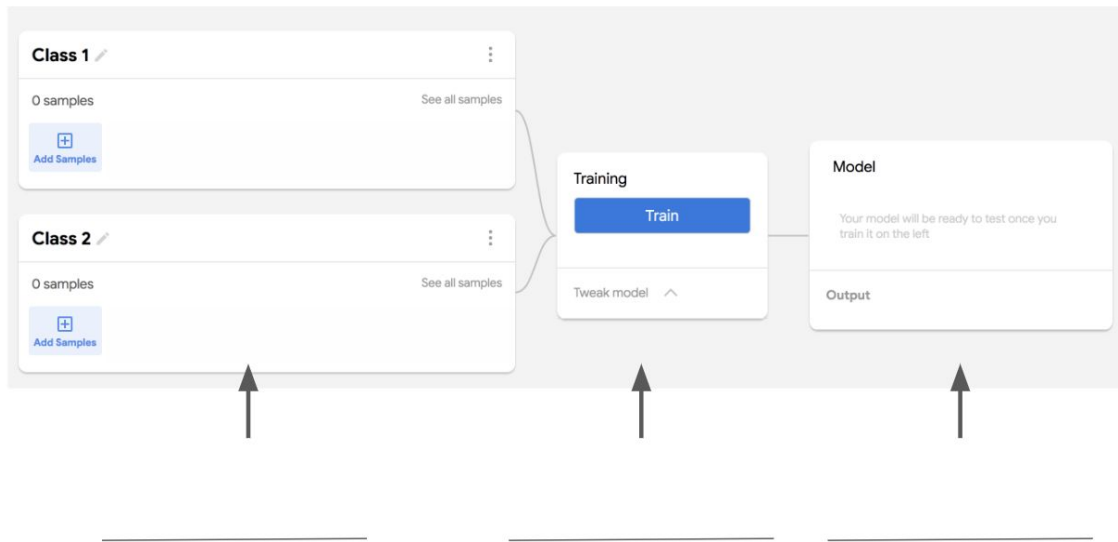 Class 1
0 samples
See all samples
Add Samples
Class 2
0 samples
See all samples
Add Samples
Training
Train
Tweak model
Model
Your model will be ready to test once you
train it on the left
Output